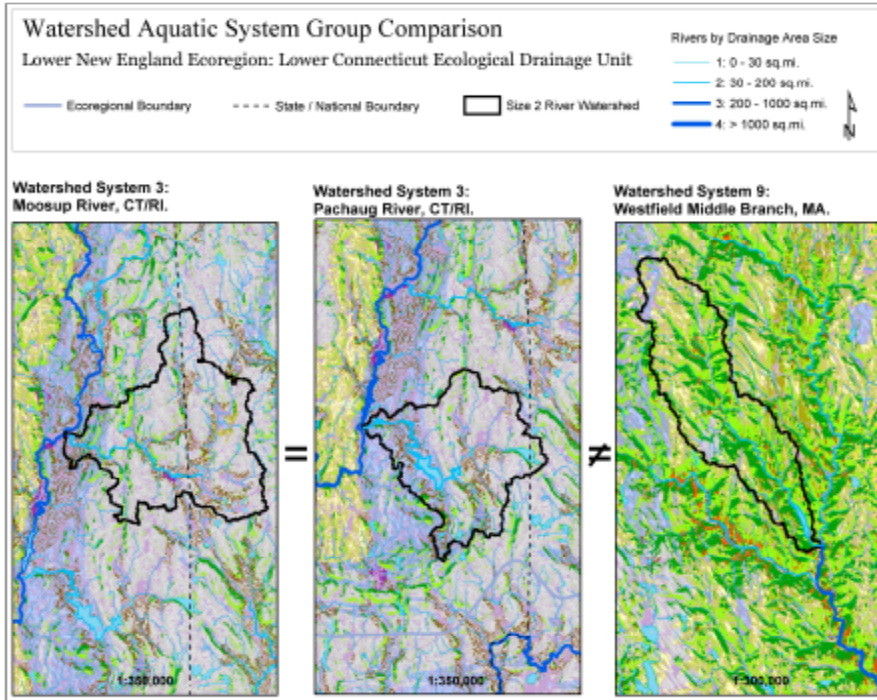 Watershed Aquatic System Group Comparison
Lower New England Ecoregion: Lower Connecticut Ecological Drainage Unit
Ecoregional Boundary
State / National Boundary
Size 2 River Watershed
Rivers by Drainage Area Size
1: 0 - 30 sq.mi.
2: 30 - 200 sq.mi.
3: 200 - 1000 sq.mi.
4: > 1000 sq.mi.
N
Watershed System 3:
Moosup River, CT/RI.
Watershed System 3:
Pachaug River, CT/RI.
Watershed System 9:
Westfield Middle Branch, MA.
=
≠
1:350,000
1:350,000
1:300,000